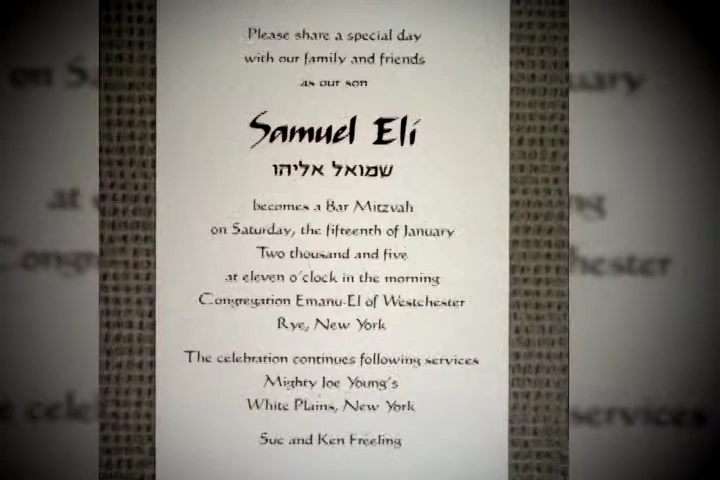 Please share a special day
with our family and friends
as our son
Samuel Eli
שמואל אליהו
becomes a Bar Mitzvah
on Saturday, the fifteenth of January
Two thousand and five
at eleven o'clock in the morning
Congregation Emanu-El of Westchester
Rye, New York
The celebration continues following services
Mighty Joe Young's
White Plains, New York
Sue and Ken Freeling